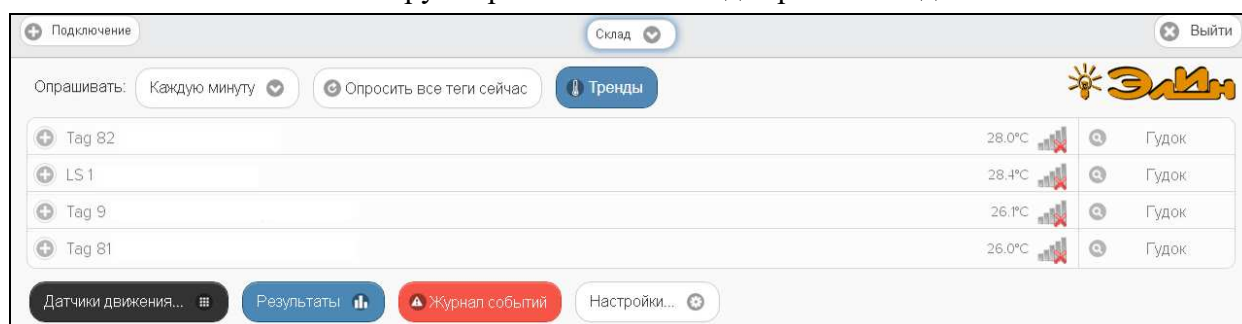 Подключение Склад Выйти
Опрашивать: Каждую минуту Опросить все теги сейчас Тренды ЭлИн
Tag 82 28.0°C Гудок
LS 1 28.4°C Гудок
Tag 9 26.1°C Гудок
Tag 81 26.0°C Гудок
Датчики движения... Результаты Журнал событий Настройки...